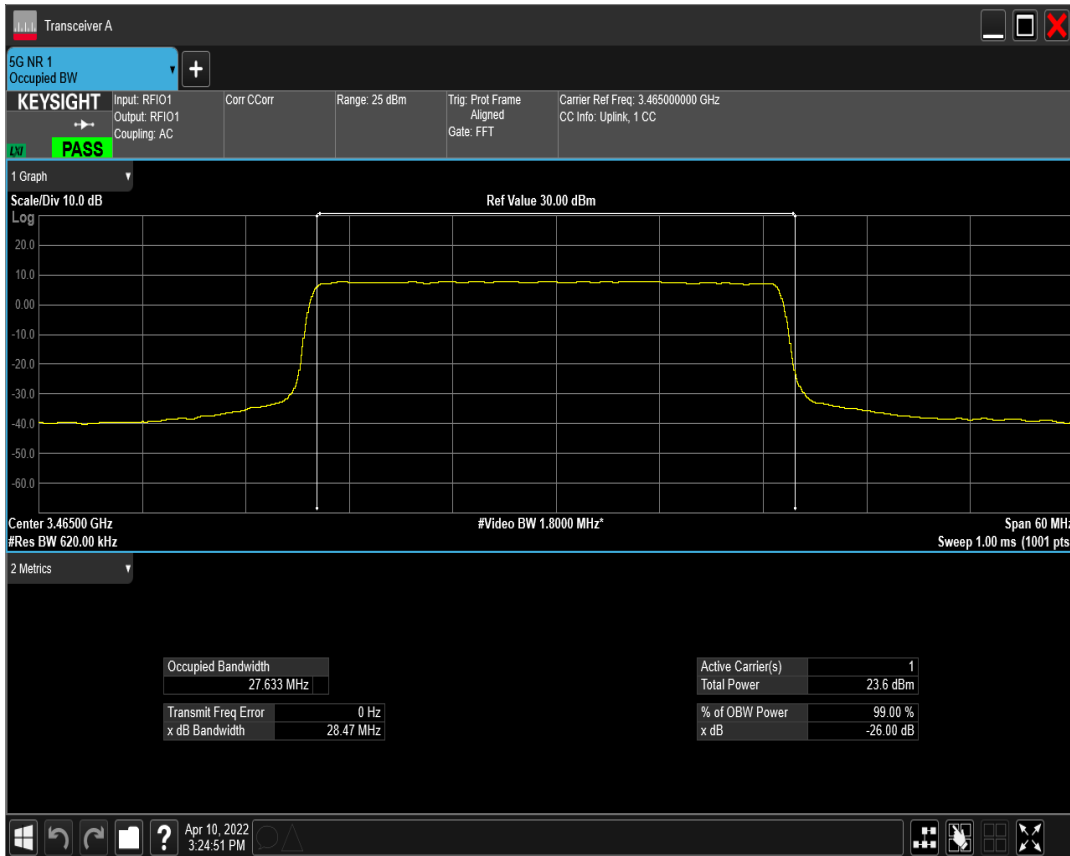 Transceiver A
5G NR 1
Occupied BW
KEYSIGHT
LXI
PASS
Input: RFIO1
Output: RFIO1
Coupling: AC
Corr CCorr
Range: 25 dBm
Trig: Prot Frame
Aligned
Gate: FFT
Carrier Ref Freq: 3.465000000 GHz
CC Info: Uplink, 1 CC
1 Graph
Scale/Div 10.0 dB
Ref Value 30.00 dBm
Log
20.0
10.0
0.00
-10.0
-20.0
-30.0
-40.0
-50.0
-60.0
Center 3.46500 GHz
#Video BW 1.8000 MHz*
Span 60 MHz
#Res BW 620.00 kHz
Sweep 1.00 ms (1001 pts
2 Metrics
Occupied Bandwidth
27.633 MHz
Transmit Freq Error 0 Hz
x dB Bandwidth 28.47 MHz
Active Carrier(s) 1
Total Power 23.6 dBm
% of OBW Power 99.00 %
x dB -26.00 dB
?
Apr 10, 2022
3:24:51 PM